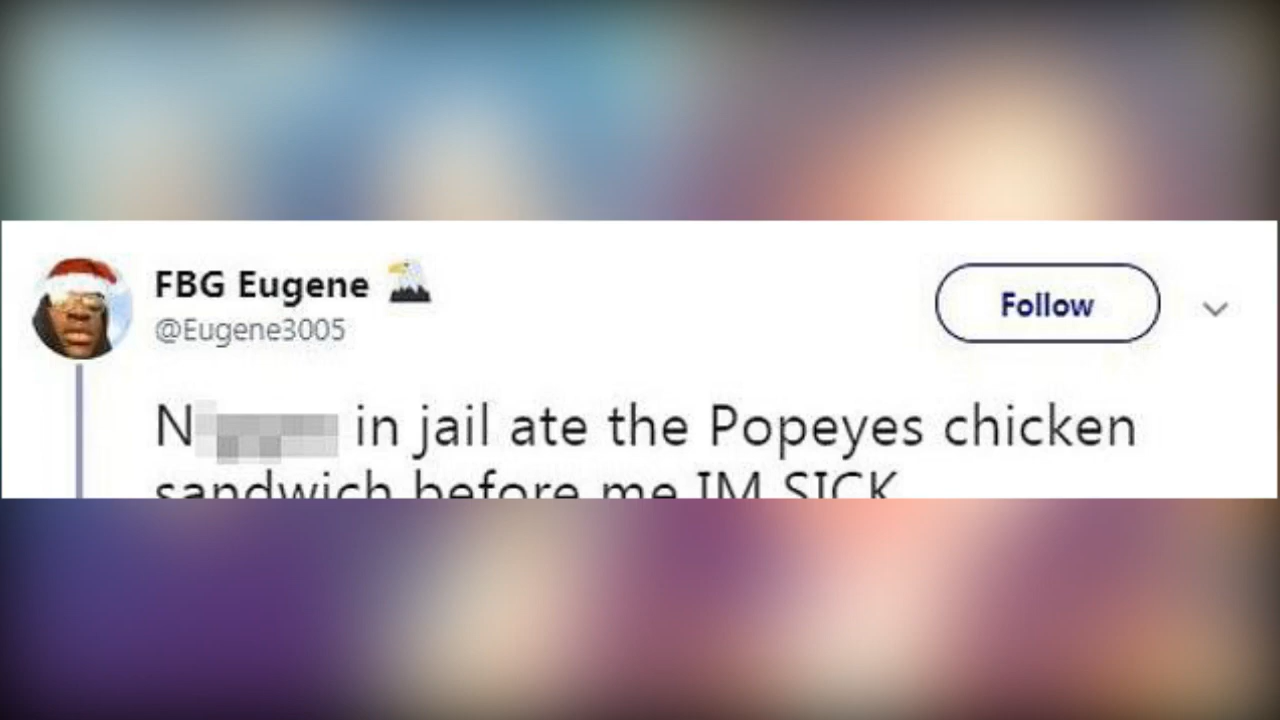 FBG Eugene
@Eugene3005
Follow
N in jail ate the Popeyes chicken
sandwich before me IM SICK